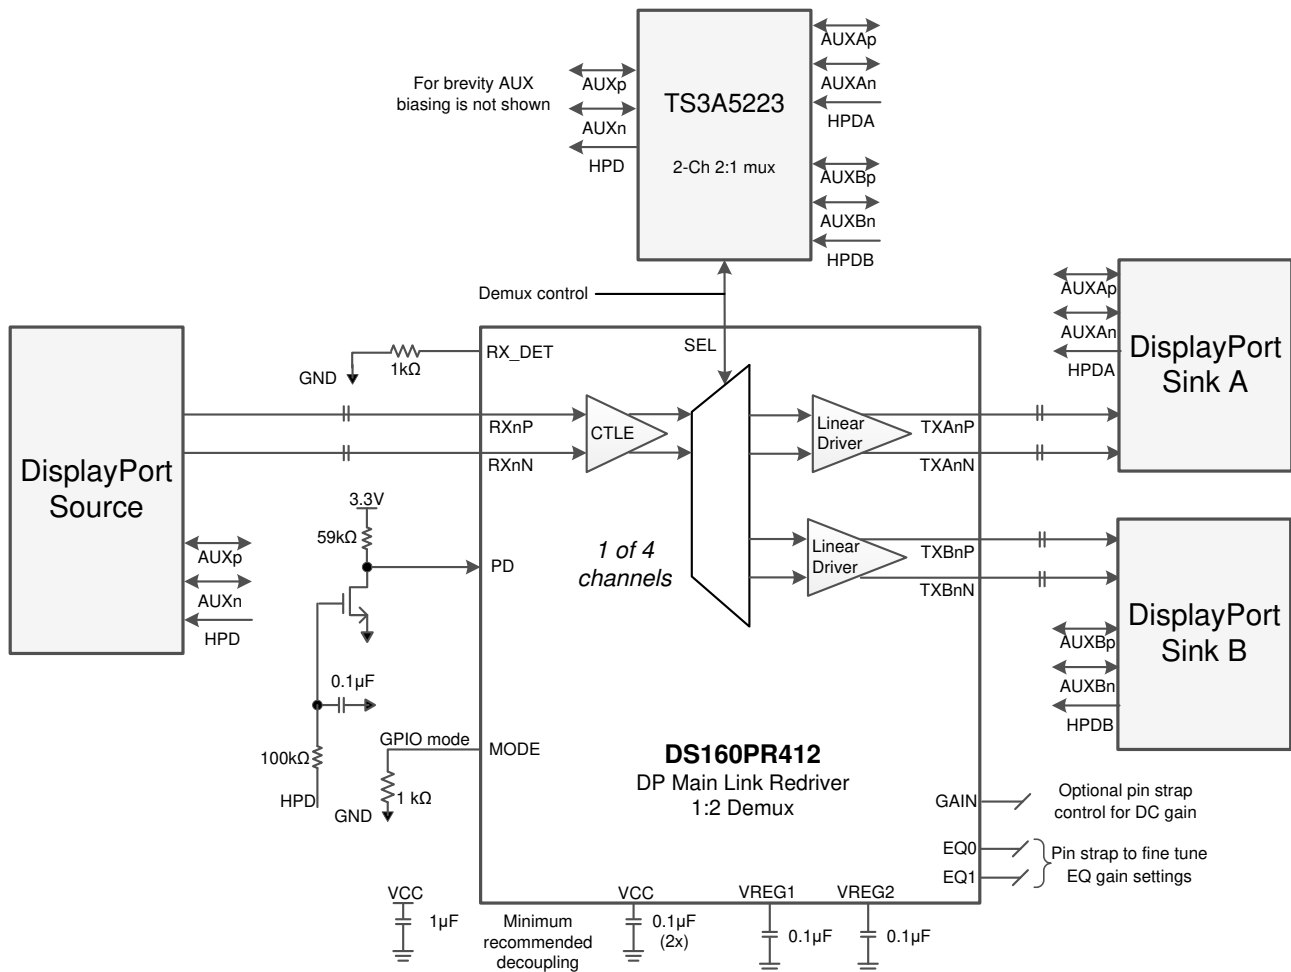 AUXAp
AUXAn
HPDA
AUXBp
AUXBn
HPDB
TS3A5223
2-Ch 2:1 mux
For brevity AUX
biasing is not shown
AUXp
AUXn
HPD
Demux control
SEL
DisplayPort
Source
AUXp
AUXn
HPD
GND
1kΩ
RX_DET
RXnP
RXnN
CTLE
Linear
Driver
TXAnP
TXAnN
AUXAp
AUXAn
HPDA
DisplayPort
Sink A
3.3V
59kΩ
PD
1 of 4
channels
Linear
Driver
TXBnP
TXBnN
DisplayPort
Sink B
AUXBp
AUXBn
HPDB
0.1µF
100kΩ
HPD
GPIO mode
MODE
1 kΩ
GND
DS160PR412
DP Main Link Redriver
1:2 Demux
GAIN
Optional pin strap
control for DC gain
EQ0
EQ1
Pin strap to fine tune
EQ gain settings
VCC
1µF
Minimum
recommended
decoupling
VCC
0.1µF
(2x)
VREG1
0.1µF
VREG2
0.1µF